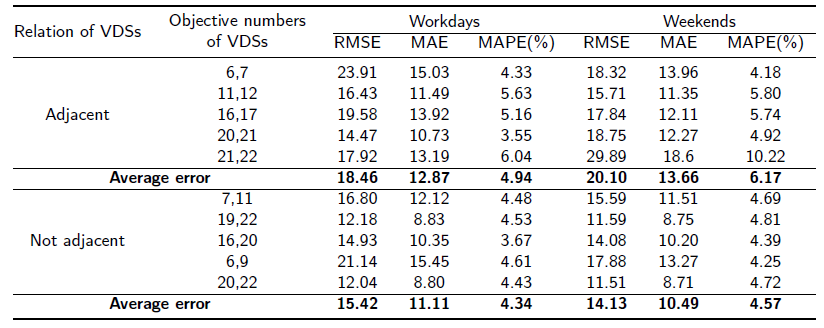 Relation of VDSs Objective numbers of VDSs Workdays Weekends
RMSE MAE MAPE(%) RMSE MAE MAPE(%)
Adjacent
6,7 23.91 15.03 4.33 18.32 13.96 4.18
11,12 16.43 11.49 5.63 15.71 11.35 5.80
16,17 19.58 13.92 5.16 17.84 12.11 5.74
20,21 14.47 10.73 3.55 18.75 12.27 4.92
21,22 17.92 13.19 6.04 29.89 18.6 10.22
Average error 18.46 12.87 4.94 20.10 13.66 6.17
Not adjacent
7,11 16.80 12.12 4.48 15.59 11.51 4.69
19,22 12.18 8.83 4.53 11.59 8.75 4.81
16,20 14.93 10.35 3.67 14.08 10.20 4.39
6,9 21.14 15.45 4.61 17.88 13.27 4.25
20,22 12.04 8.80 4.43 11.51 8.71 4.72
Average error 15.42 11.11 4.34 14.13 10.49 4.57